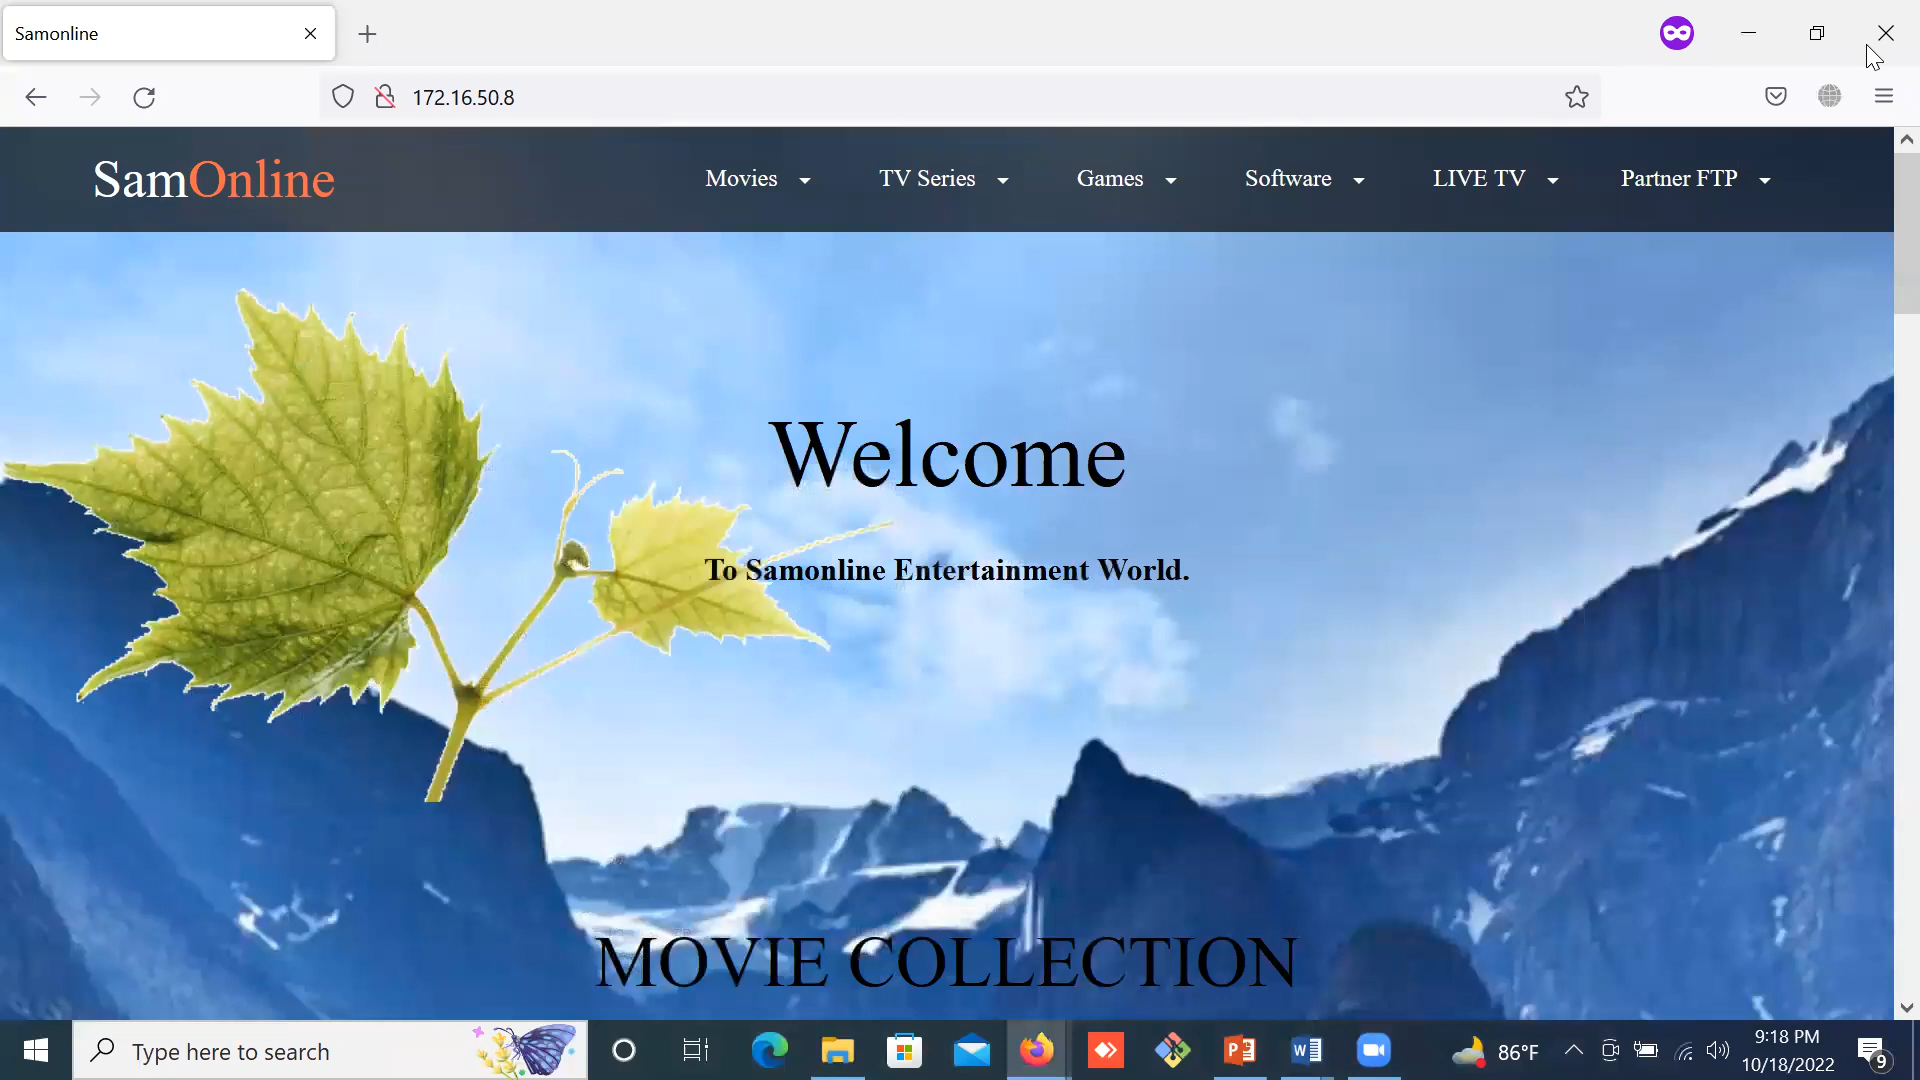 Samonline
172.16.50.8
SamOnline
Movies
TV Series
Games
Software
LIVE TV
Partner FTP
Welcome
To Samonline Entertainment World.
MOVIE COLLECTION
Type here to search
86°F
9:18 PM
10/18/2022
9